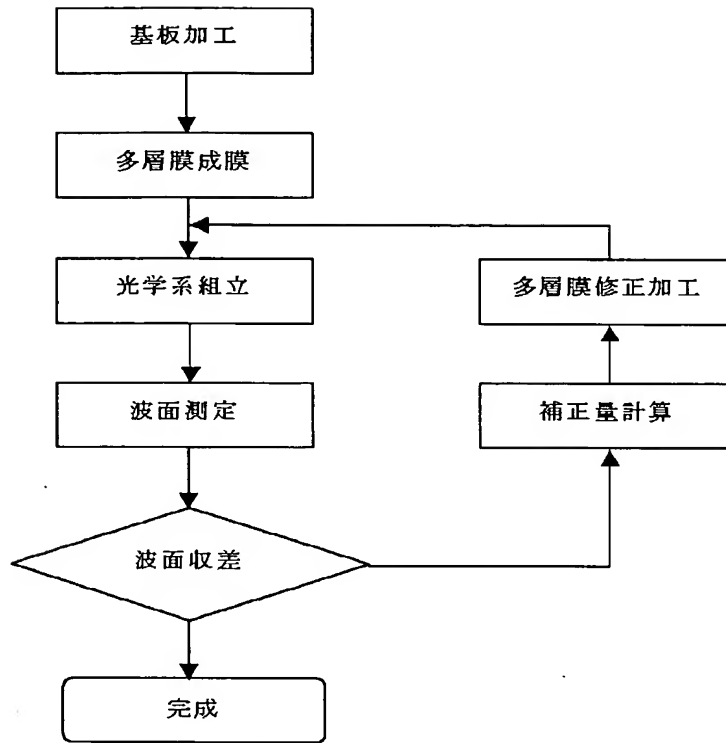 基板加工
多層膜成膜
光学系組立
多層膜修正加工
波面測定
補正量計算
波面収差
完成